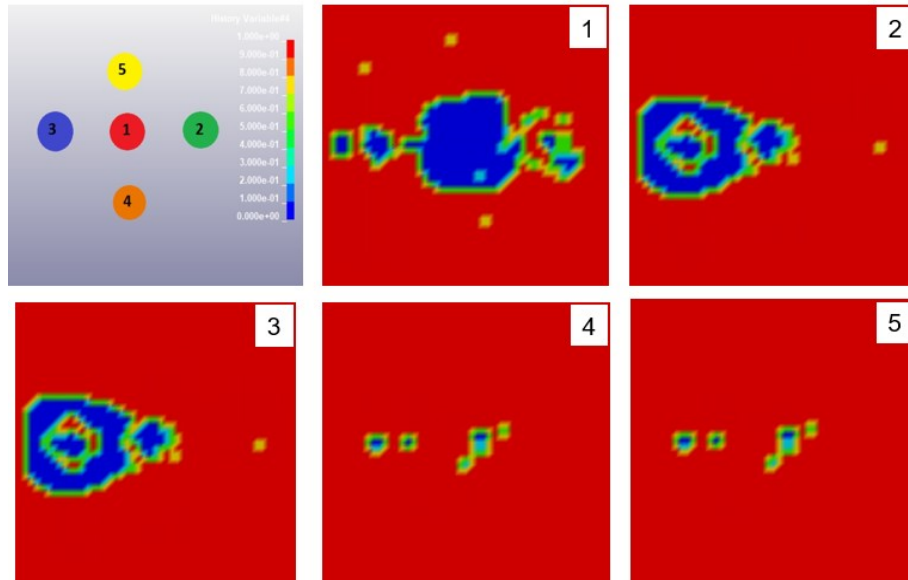 History Variable#4
1.000e+00
9.000e-01
8.000e-01
7.000e-01
6.000e-01
5.000e-01
4.000e-01
3.000e-01
2.000e-01
1.000e-01
0.000e+00
5
3
1
2
4
1
2
3
4
5